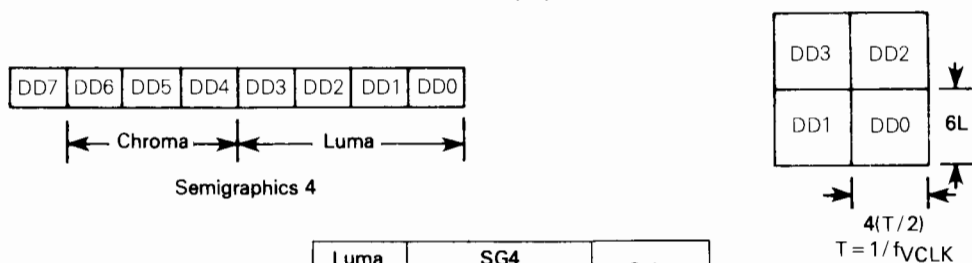 DD7 DD6 DD5 DD4 DD3 DD2 DD1 DD0
Chroma Luma
Semigraphics 4
DD3 DD2
DD1 DD0
6L
4(T/2)
T = 1/fVCLK
Luma SG4